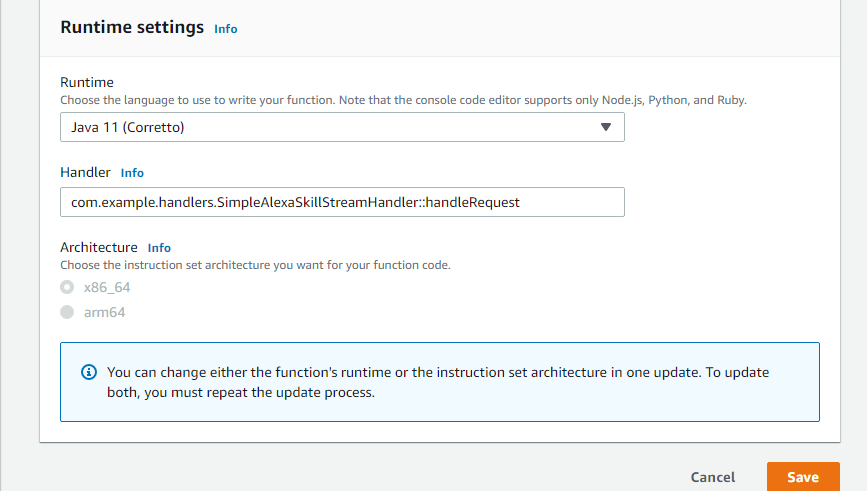 Runtime settings Info
Runtime
Choose the language to use to write your function. Note that the console code editor supports only Node.js, Python, and Ruby.
Java 11 (Corretto)
Handler Info
com.example.handlers.SimpleAlexaSkillStreamHandler::handleRequest
Architecture Info
Choose the instruction set architecture you want for your function code.
x86_64
arm64
You can change either the function's runtime or the instruction set architecture in one update. To update
both, you must repeat the update process.
Cancel Save